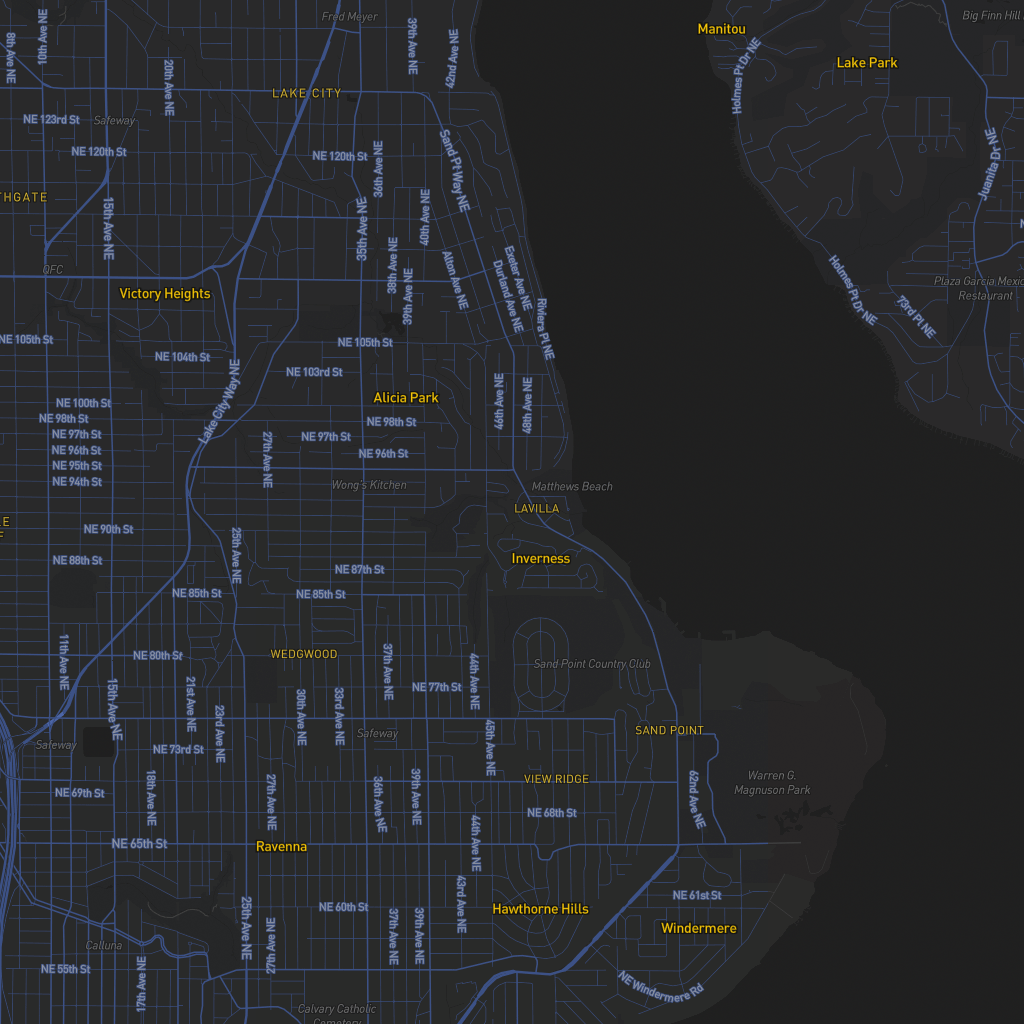 Fred Meyer
Big Finn Hill
Manitou
8th Ave NE
10th Ave NE
20th Ave NE
39th Ave NE
42nd Ave NE
Holmes Pt Dr NE
Lake Park
LAKE CITY
NE 123rd St
Safeway
NE 120th St
NE 120th St
36th Ave NE
Sand Pt Way NE
Juanita Dr NE
THGATE
15th Ave NE
35th Ave NE
40th Ave NE
38th Ave NE
39th Ave NE
Alton Ave NE
Exeter Ave NE
Durland Ave NE
Riviera Pl NE
QFC
Victory Heights
Holmes Pt Dr NE
73rd Pl NE
Plaza Garcia Mexic
Restaurant
NE 105th St
NE 104th St
NE 105th St
NE 103rd St
Lake City Way NE
Alicia Park
46th Ave NE
48th Ave NE
NE 100th St
NE 98th St
NE 97th St
NE 96th St
NE 95th St
NE 94th St
NE 98th St
NE 97th St
NE 96th St
27th Ave NE
Wong's Kitchen
Matthews Beach
LAVILLA
LE
F
NE 90th St
25th Ave NE
NE 88th St
Inverness
NE 87th St
NE 85th St
NE 85th St
11th Ave NE
NE 80th St
WEDGWOOD
37th Ave NE
44th Ave NE
Sand Point Country Club
NE 77th St
15th Ave NE
21st Ave NE
23rd Ave NE
30th Ave NE
33rd Ave NE
Safeway
NE 73rd St
Safeway
45th Ave NE
SAND POINT
NE 69th St
18th Ave NE
27th Ave NE
36th Ave NE
39th Ave NE
VIEW RIDGE
62nd Ave NE
Warren G.
Magnuson Park
NE 68th St
NE 65th St
Ravenna
44th Ave NE
43rd Ave NE
NE 61st St
25th Ave NE
27th Ave NE
NE 60th St
37th Ave NE
39th Ave NE
Hawthorne Hills
Windermere
Calluna
NE 55th St
17th Ave NE
NE Windermere Rd
Calvary Catholic
Cemetery